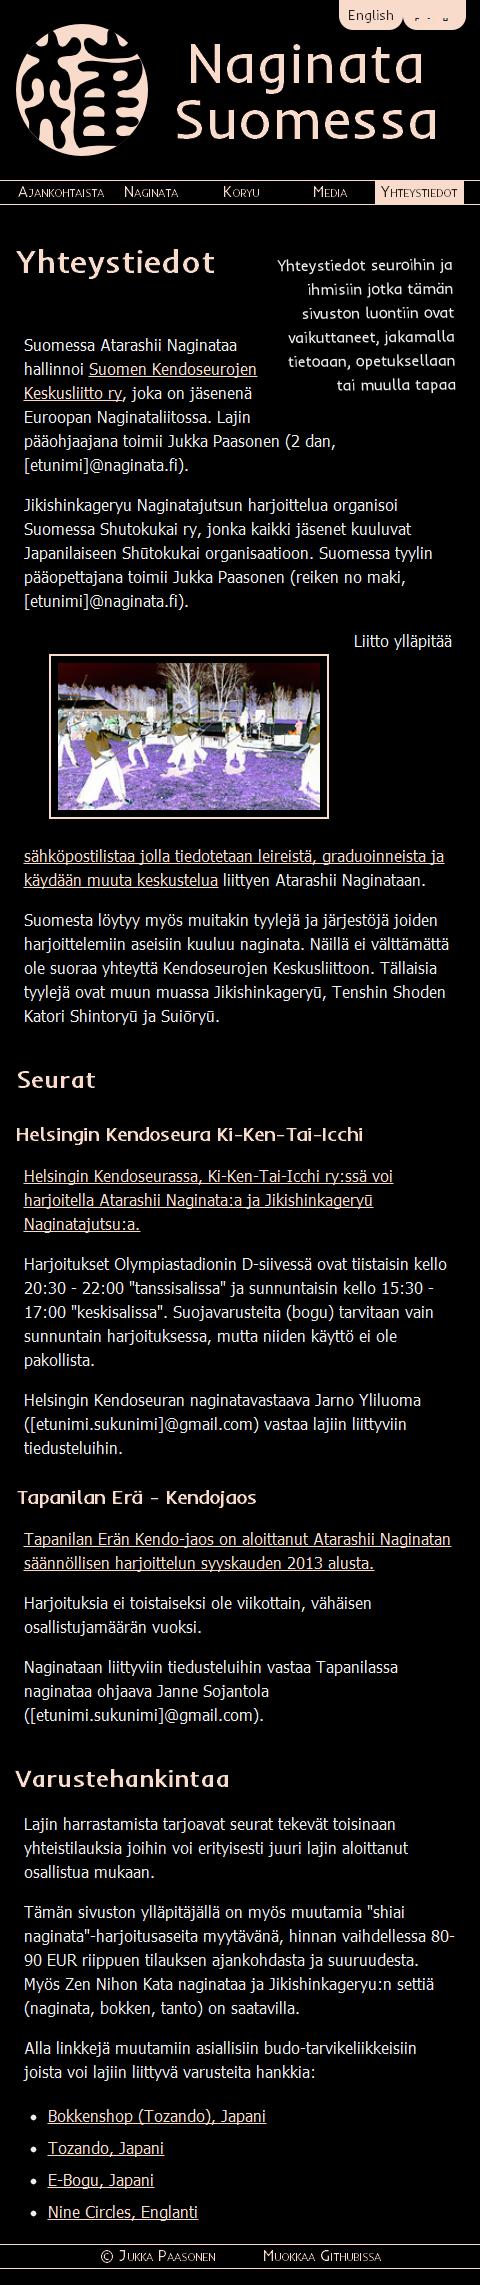 English
Naginata
Suomessa
Ajankohtaista Naginata Koryu Media Yhteystiedot
Yhteystiedot
Yhteystiedot seuroihin ja
ihmisiin jotka tämän
sivuston luontiin ovat
vaikuttaneet, jakamalla
tietoaan, opetuksellaan
tai muulla tapaa
Suomessa Atarashii Naginataa
hallinnoi Suomen Kendoseurojen
Keskusliitto ry, joka on jäsenenä
Euroopan Naginataliitossa. Lajin
pääohjaajana toimii Jukka Paasonen (2 dan,
[etunimi]@naginata.fi).
Jikishinkageryu Naginatajutsun harjoittelua organisoi
Suomessa Shutokukai ry, jonka kaikki jäsenet kuuluvat
Japanilaiseen Shūtokukai organisaatioon. Suomessa tyylin
pääopettajana toimii Jukka Paasonen (reiken no maki,
[etunimi]@naginata.fi).
Liitto ylläpitää
sähköpostilistaa jolla tiedotetaan leireistä, graduoinneista ja
käydään muuta keskustelua liittyen Atarashii Naginataan.
Suomesta löytyy myös muitakin tyylejä ja järjestöjä joiden
harjoittelemiin aseisiin kuuluu naginata. Näillä ei välttämättä
ole suoraa yhteyttä Kendoseurojen Keskusliittoon. Tällaisia
tyylejä ovat muun muassa Jikishinkageryū, Tenshin Shoden
Katori Shintoryū ja Suiōryū.
Seurat
Helsingin Kendoseura Ki-Ken-Tai-Icchi
Helsingin Kendoseurassa, Ki-Ken-Tai-Icchi ry:ssä voi
harjoitella Atarashii Naginata:a ja Jikishinkageryū
Naginatajutsu:a.
Harjoitukset Olympiastadionin D-siivessä ovat tiistaisin kello
20:30 - 22:00 "tanssisalissa" ja sunnuntaisin kello 15:30 -
17:00 "keskisalissa". Suojavarusteita (bogu) tarvitaan vain
sunnuntain harjoituksessa, mutta niiden käyttö ei ole
pakollista.
Helsingin Kendoseuran naginatavastaava Jarno Yliluoma
([etunimi.sukunimi]@gmail.com) vastaa lajiin liittyviin
tiedusteluihin.
Tapanilan Erä - Kendojaos
Tapanilan Erän Kendo-jaos on aloittanut Atarashii Naginatan
säännöllisen harjoittelun syyskauden 2013 alusta.
Harjoituksia ei toistaiseksi ole viikottain, vähäisen
osallistujamäärän vuoksi.
Naginataan liittyviin tiedusteluihin vastaa Tapanilassa
naginataa ohjaava Janne Sojantola
([etunimi.sukunimi]@gmail.com).
Varustehankintaa
Lajin harrastamista tarjoavat seurat tekevät toisinaan
yhteistilauksia joihin voi erityisesti juuri lajin aloittanut
osallistua mukaan.
Tämän sivuston ylläpitäjällä on myös muutamia "shiai
naginata"-harjoitusaseita myytävänä, hinnan vaihdellessa 80-
90 EUR riippuen tilauksen ajankohdasta ja suuruudesta.
Myös Zen Nihon Kata naginataa ja Jikishinkageryu:n settiä
(naginata, bokken, tanto) on saatavilla.
Alla linkkejä muutamiin asiallisiin budo-tarvikeliikkeisiin
joista voi lajiin liittyvä varusteita hankkia:
• Bokkenshop (Tozando), Japani
• Tozando, Japani
• E-Bogu, Japani
• Nine Circles, Englanti
© Jukka Paasonen Muokkaa Githubissa